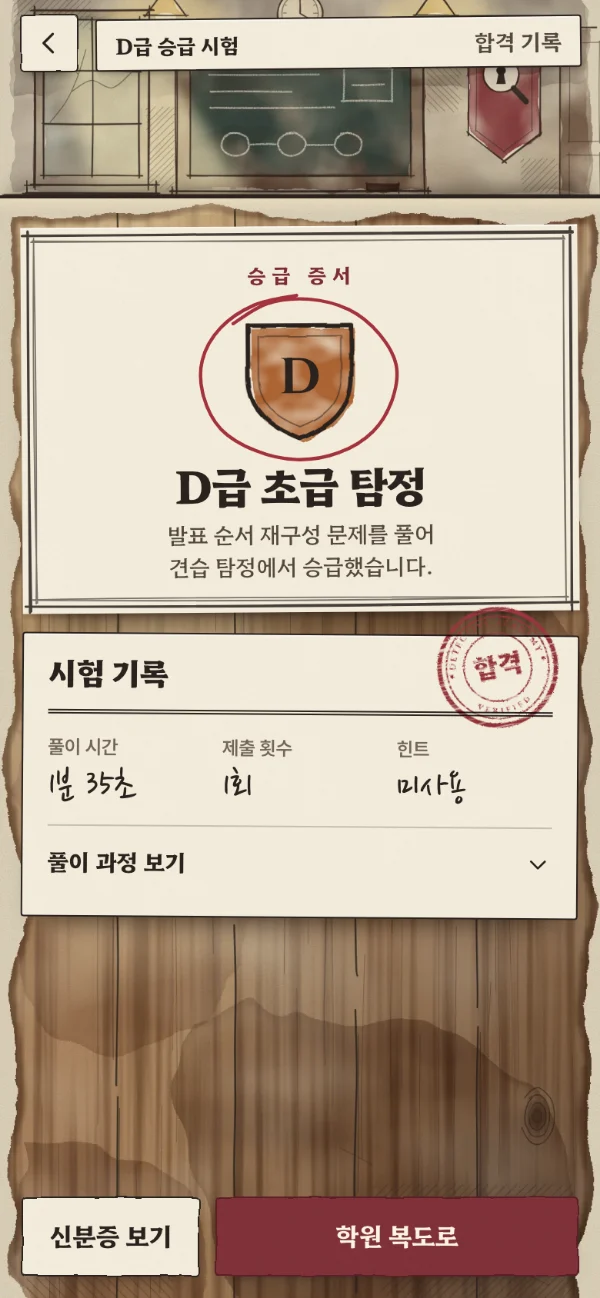 D급 승급 시험
합격 기록
승급 증서
D
D급 초급 탐정
발표 순서 재구성 문제를 풀어
견습 탐정에서 승급했습니다.
시험 기록
합격
VERIFIED
풀이 시간
제출 횟수
힌트
1분 35초
1회
미사용
풀이 과정 보기
신분증 보기
학원 복도로